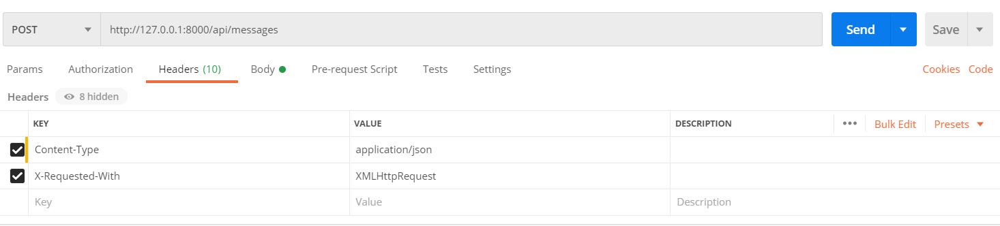 POST http://127.0.0.1:8000/api/messages Send Save
Params Authorization Headers (10) Body Pre-request Script Tests Settings Cookies Code
Headers 8 hidden
KEY VALUE DESCRIPTION ••• Bulk Edit Presets
Content-Type application/json
X-Requested-With XMLHttpRequest
Key Value Description